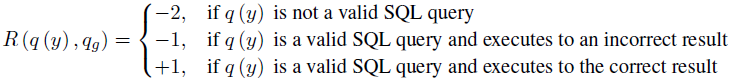 −2, if q (y) is not a valid SQL query
R (q (y) , q_g) = { −1, if q (y) is a valid SQL query and executes to an incorrect result
+1, if q (y) is a valid SQL query and executes to the correct result